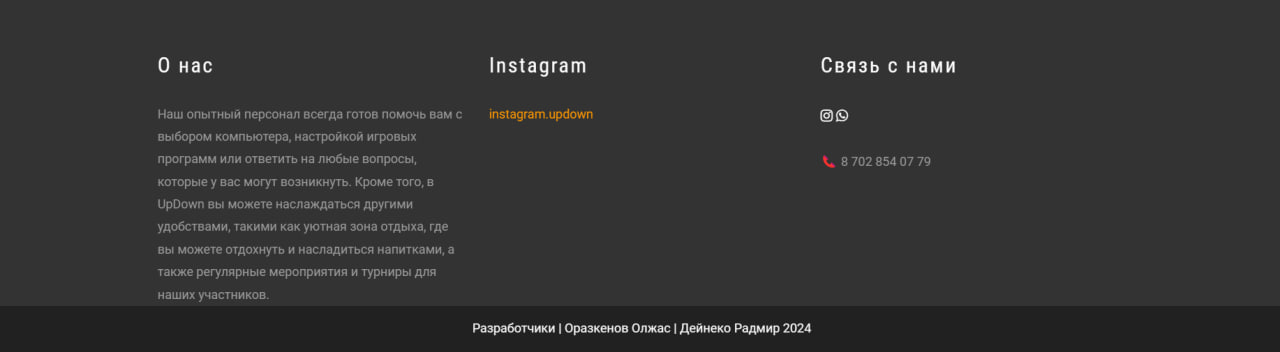 О нас
Наш опытный персонал всегда готов помочь вам с
выбором компьютера, настройкой игровых
программ или ответить на любые вопросы,
которые у вас могут возникнуть. Кроме того, в
UpDown вы можете наслаждаться другими
удобствами, такими как уютная зона отдыха, где
вы можете отдохнуть и насладиться напитками, а
также регулярные мероприятия и турниры для
наших участников.
Instagram
instagram.updown
Связь с нами
8 702 854 07 79
Разработчики | Оразкенов Олжас | Дейнеко Радмир 2024